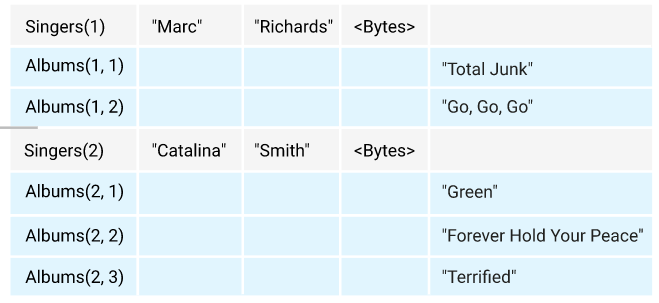 Singers(1) "Marc" "Richards" <Bytes>
Albums(1, 1) "Total Junk"
Albums(1, 2) "Go, Go, Go"
Singers(2) "Catalina" "Smith" <Bytes>
Albums(2, 1) "Green"
Albums(2, 2) "Forever Hold Your Peace"
Albums(2, 3) "Terrified"